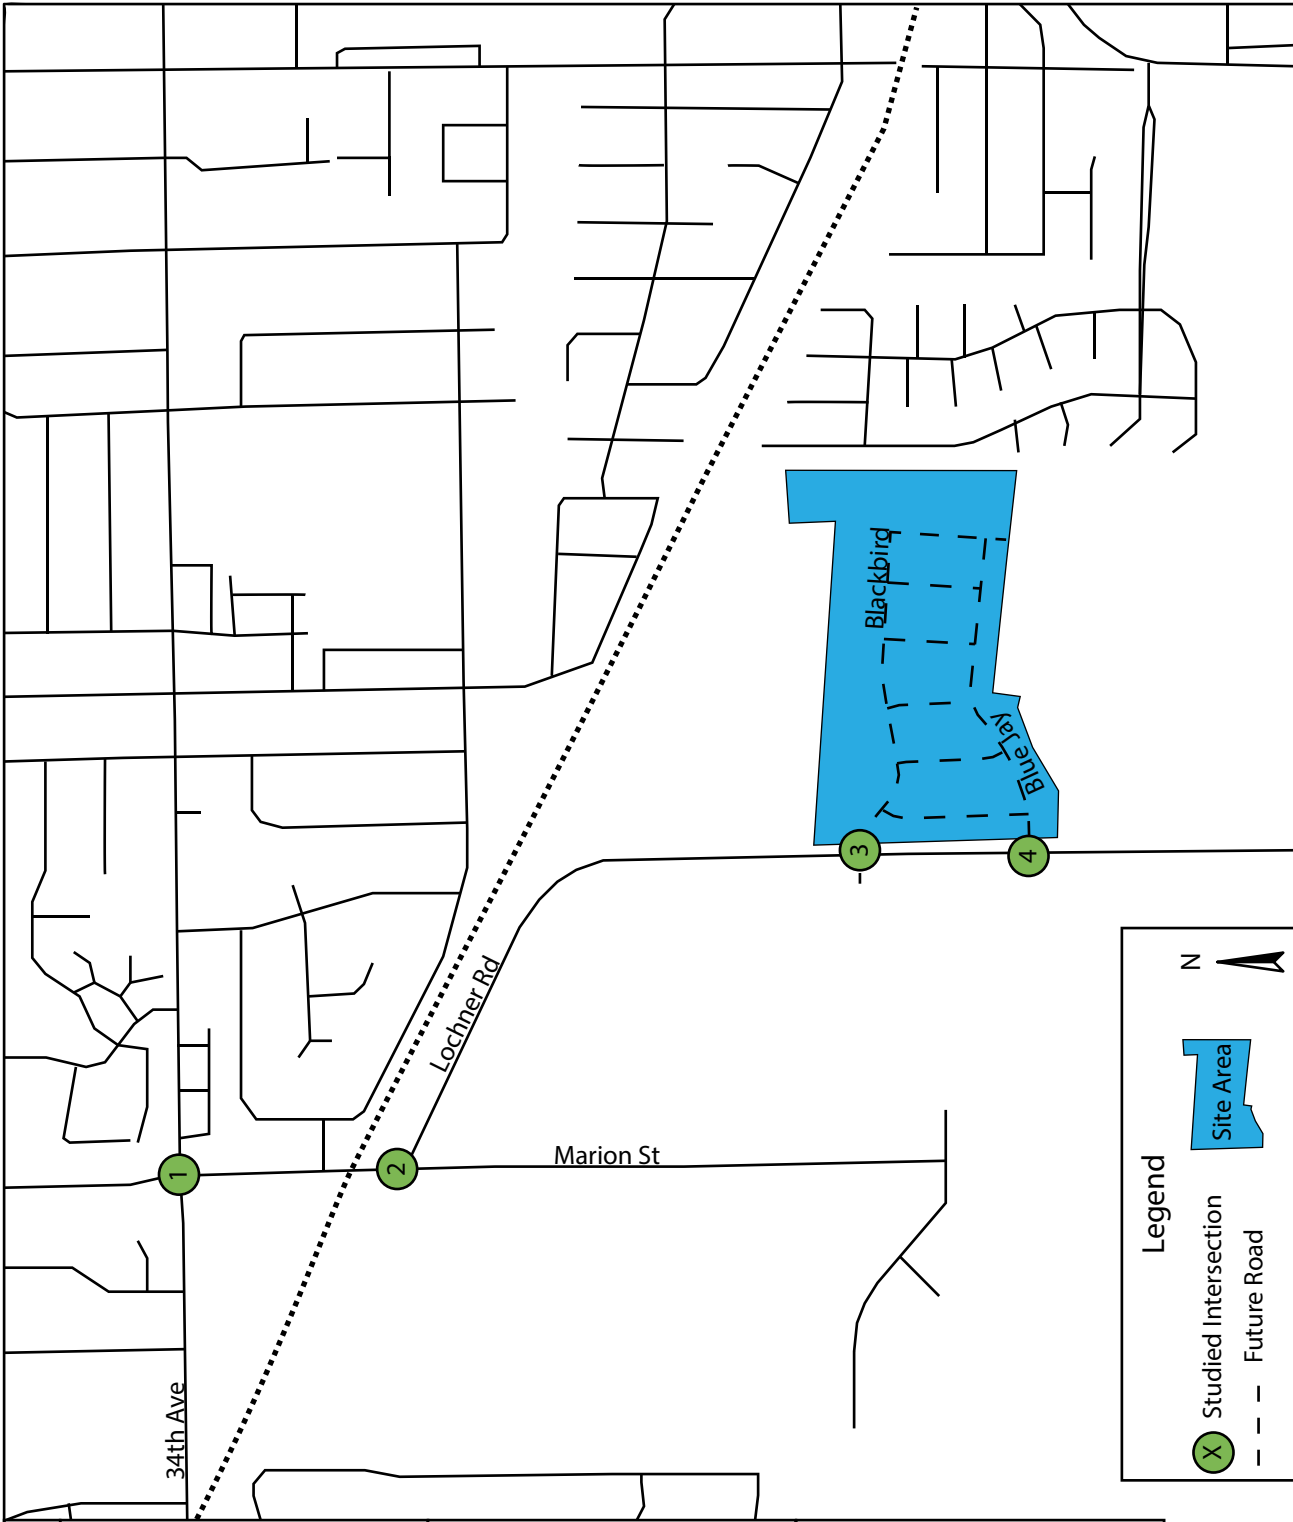 34th Ave
1
2
Lochner Rd
Marion St
3
4
Blackbird
Blue Jay
Legend
N
X Studied Intersection
Site Area
Future Road